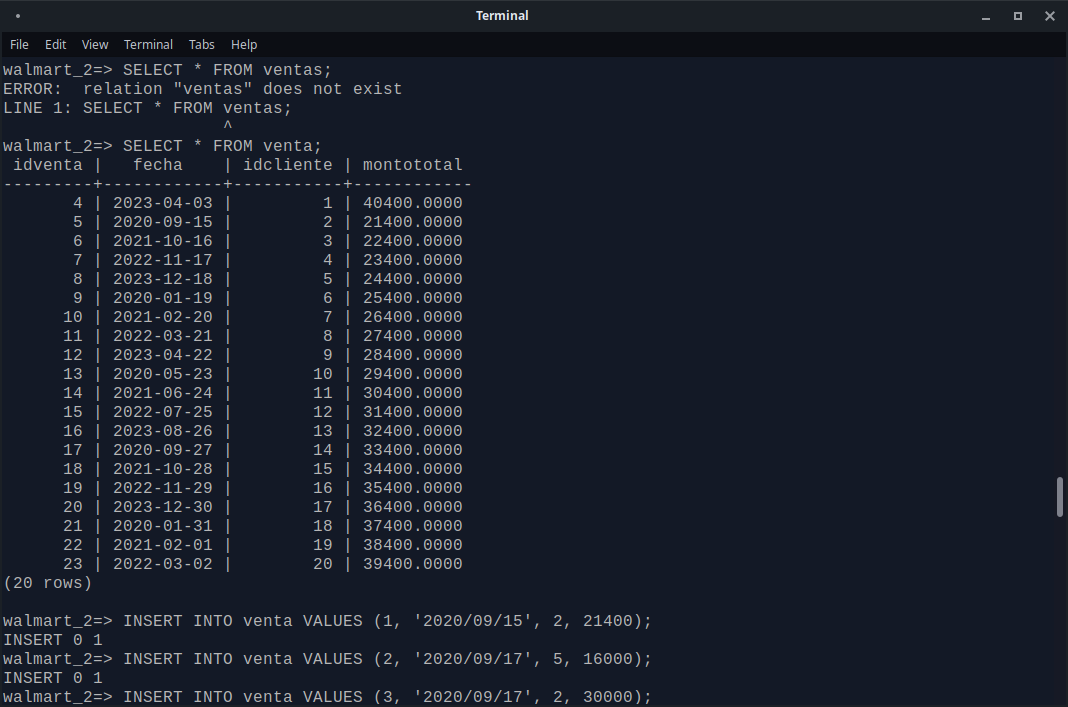 Terminal
File Edit View Terminal Tabs Help
walmart_2=> SELECT * FROM ventas;
ERROR:  relation "ventas" does not exist
LINE 1: SELECT * FROM ventas;
                      ^
walmart_2=> SELECT * FROM venta;
 idventa |   fecha    | idcliente | montototal
---------+------------+-----------+------------
       4 | 2023-04-03 |         1 | 40400.0000
       5 | 2020-09-15 |         2 | 21400.0000
       6 | 2021-10-16 |         3 | 22400.0000
       7 | 2022-11-17 |         4 | 23400.0000
       8 | 2023-12-18 |         5 | 24400.0000
       9 | 2020-01-19 |         6 | 25400.0000
      10 | 2021-02-20 |         7 | 26400.0000
      11 | 2022-03-21 |         8 | 27400.0000
      12 | 2023-04-22 |         9 | 28400.0000
      13 | 2020-05-23 |        10 | 29400.0000
      14 | 2021-06-24 |        11 | 30400.0000
      15 | 2022-07-25 |        12 | 31400.0000
      16 | 2023-08-26 |        13 | 32400.0000
      17 | 2020-09-27 |        14 | 33400.0000
      18 | 2021-10-28 |        15 | 34400.0000
      19 | 2022-11-29 |        16 | 35400.0000
      20 | 2023-12-30 |        17 | 36400.0000
      21 | 2020-01-31 |        18 | 37400.0000
      22 | 2021-02-01 |        19 | 38400.0000
      23 | 2022-03-02 |        20 | 39400.0000
(20 rows)

walmart_2=> INSERT INTO venta VALUES (1, '2020/09/15', 2, 21400);
INSERT 0 1
walmart_2=> INSERT INTO venta VALUES (2, '2020/09/17', 5, 16000);
INSERT 0 1
walmart_2=> INSERT INTO venta VALUES (3, '2020/09/17', 2, 30000);